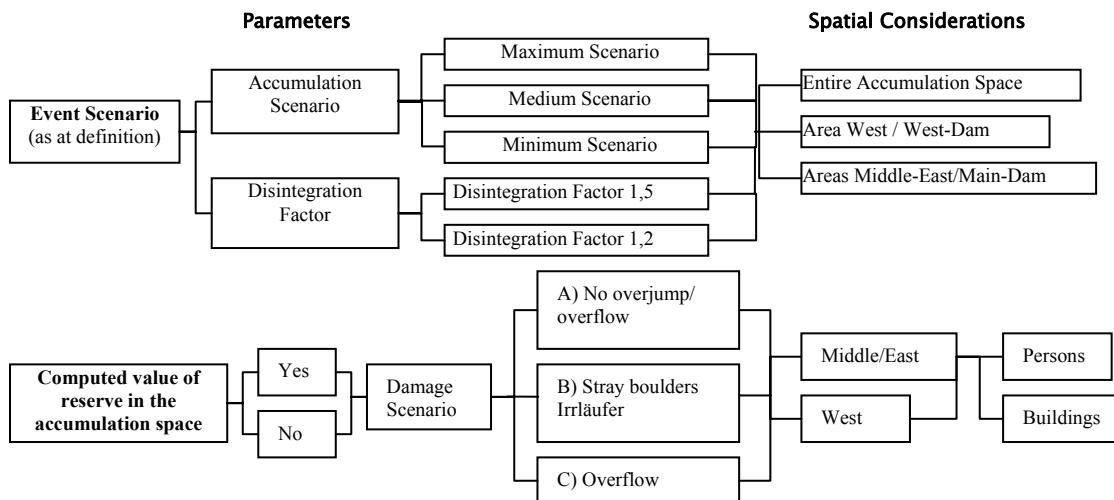 Parameters
Spatial Considerations
Event Scenario
(as at definition)
Accumulation
Scenario
Disintegration
Factor
Maximum Scenario
Medium Scenario
Minimum Scenario
Disintegration Factor 1,5
Disintegration Factor 1,2
Entire Accumulation Space
Area West / West-Dam
Areas Middle-East/Main-Dam
Computed value of
reserve in the
accumulation space
Yes
No
Damage
Scenario
A) No overjump/
overflow
B) Stray boulders
Irrläufer
C) Overflow
Middle/East
West
Persons
Buildings